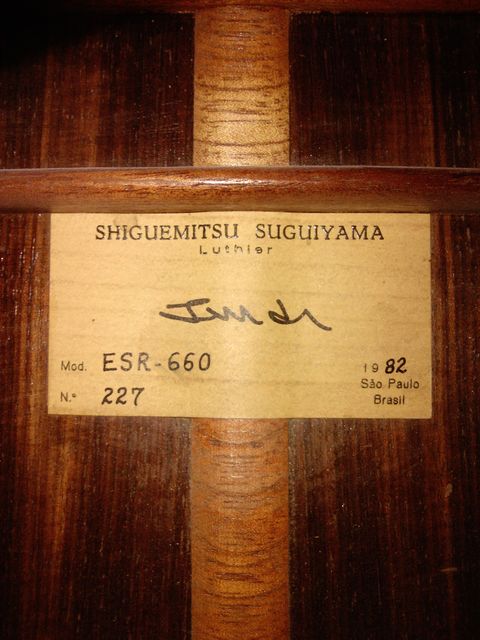 SHIGUEMITSU SUGUIYAMA
Luthier
Mod. ESR-660
1982
N.º 227
São Paulo
Brasil